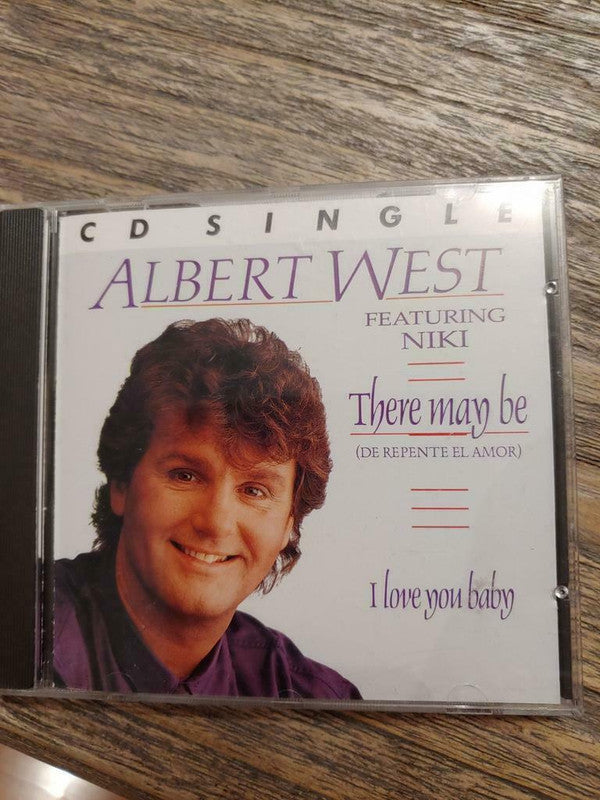 CD SINGLE
ALBERT WEST
FEATURING
NIKI
There may be
(DE REPENTE EL AMOR)
I love you baby